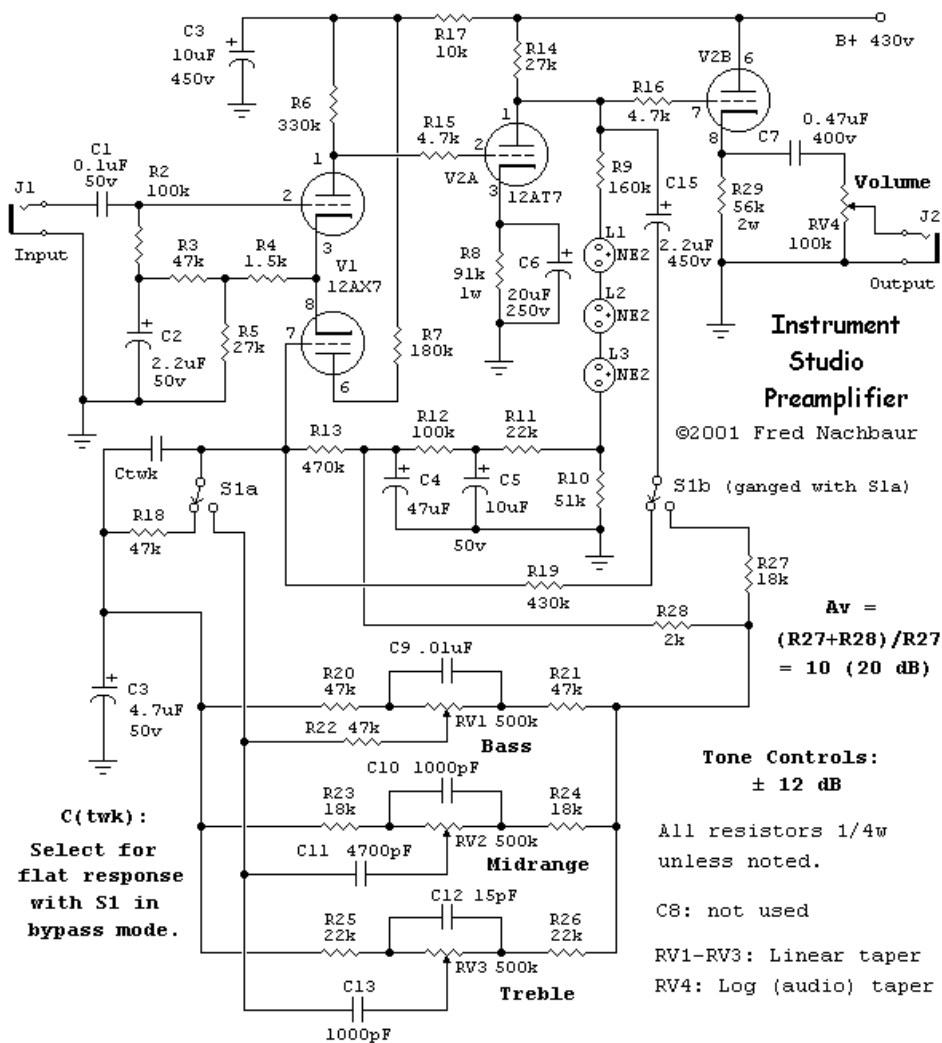 C3
10uF
450v
R17
10k
R14
27k
B+ 430v
V2B
6
7
8
R16
4.7k
C7
0.47uF
400v
R6
330k
R15
4.7k
1
2
3
V2A
12AT7
C1
0.1uF
50v
R2
100k
J1
Input
1
2
3
R3
47k
R4
1.5k
V1
12AX7
8
7
6
C2
2.2uF
50v
R5
27k
R7
180k
R8
91k
1w
C6
20uF
250v
R9
160k
C15
2.2uF
450v
L1
NE2
L2
NE2
L3
NE2
R29
56k
2w
Volume
RV4
100k
J2
Output
Instrument
Studio
Preamplifier
©2001 Fred Nachbaur
Ctwk
S1a
R18
47k
R13
470k
R12
100k
R11
22k
C4
47uF
C5
10uF
50v
R10
51k
S1b (ganged with S1a)
R19
430k
R27
18k
R28
2k
Av =
(R27+R28)/R27
= 10 (20 dB)
C3
4.7uF
50v
C9 .01uF
R20
47k
R21
47k
RV1 500k
R22 47k
Bass
C10 1000pF
R23
18k
R24
18k
RV2 500k
C11 4700pF
Midrange
C12 15pF
R25
22k
R26
22k
RV3 500k
Treble
C13
1000pF
C(twk):
Select for
flat response
with S1 in
bypass mode.
Tone Controls:
± 12 dB
All resistors 1/4w
unless noted.
C8: not used
RV1-RV3: Linear taper
RV4: Log (audio) taper